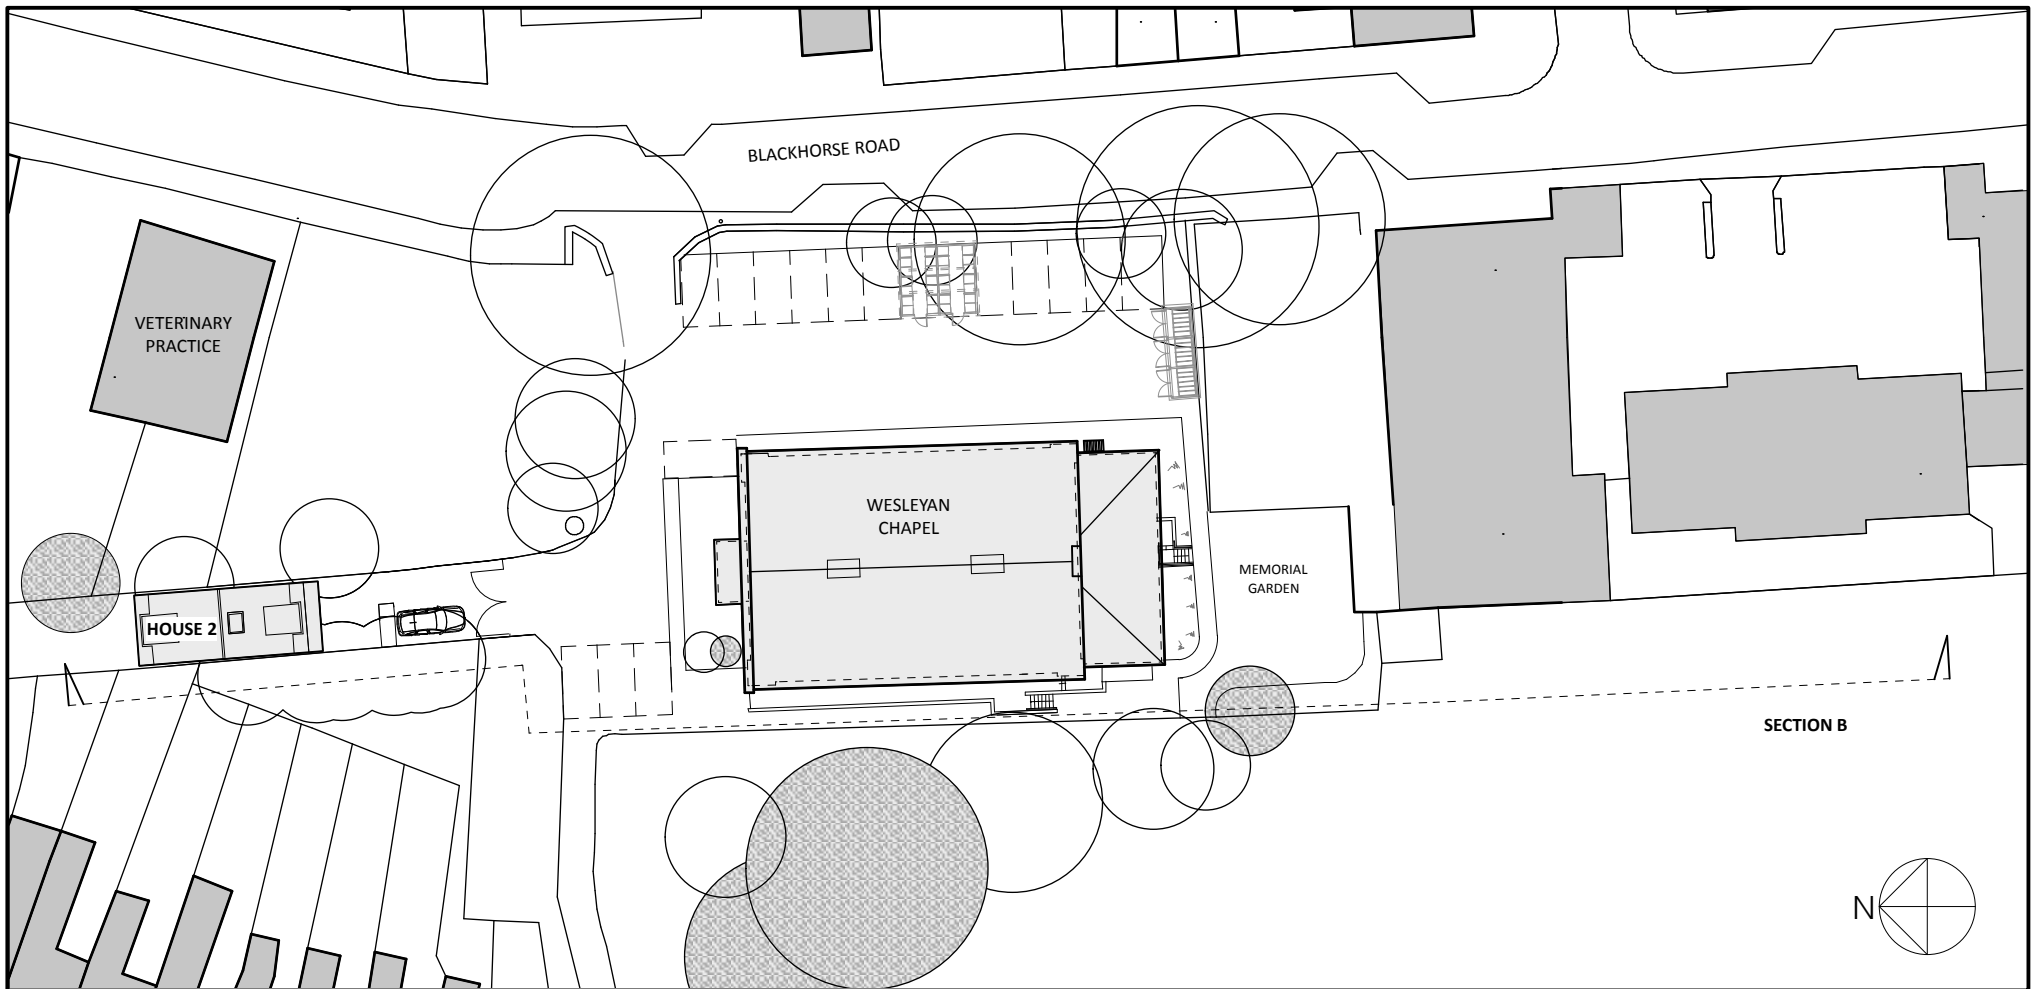 BLACKHORSE ROAD
VETERINARY
PRACTICE
WESLEYAN
CHAPEL
MEMORIAL
GARDEN
HOUSE 2
SECTION B
N